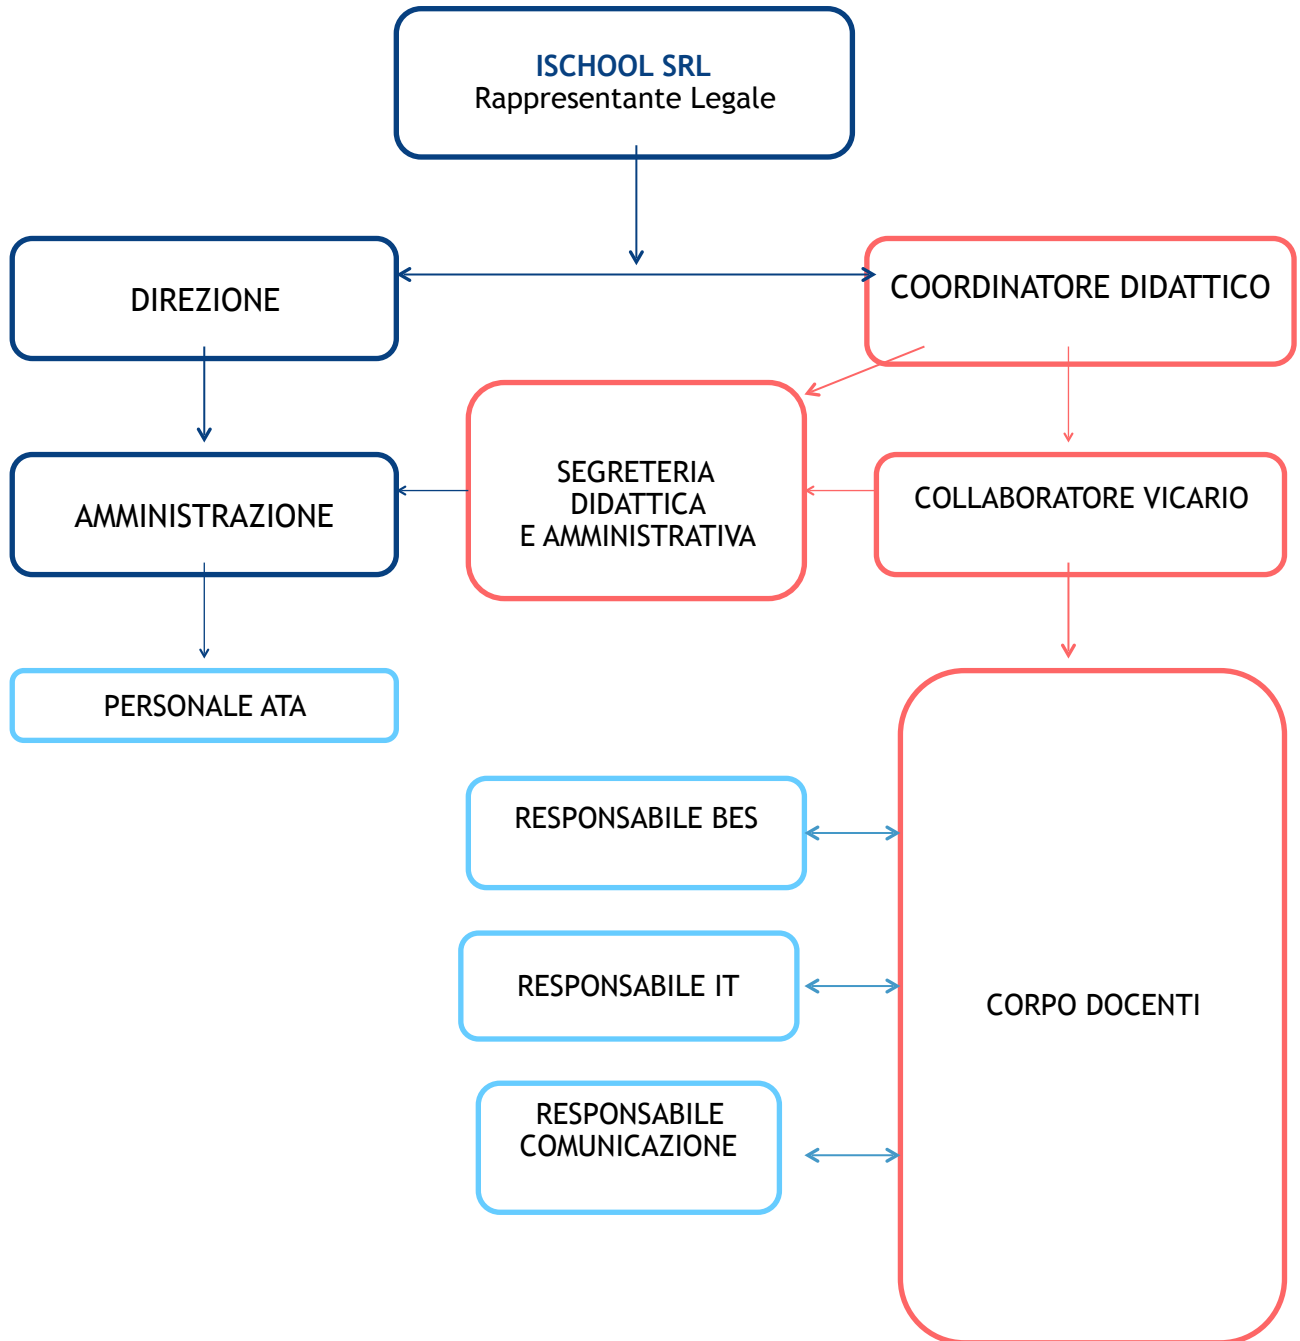 ISCHOOL SRL
Rappresentante Legale
DIREZIONE
COORDINATORE DIDATTICO
AMMINISTRAZIONE
SEGRETERIA
DIDATTICA
E AMMINISTRATIVA
COLLABORATORE VICARIO
PERSONALE ATA
RESPONSABILE BES
RESPONSABILE IT
RESPONSABILE
COMUNICAZIONE
CORPO DOCENTI